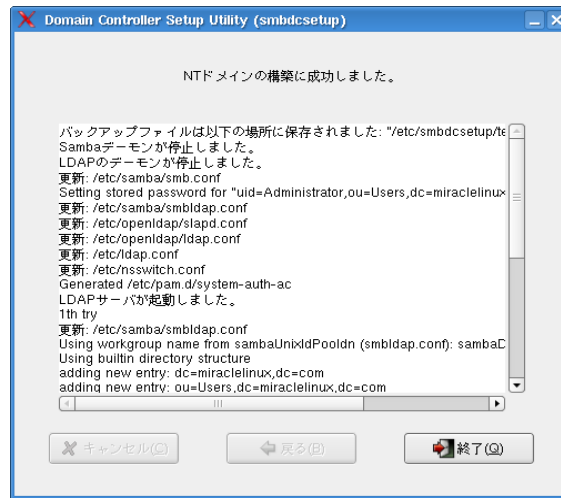 Domain Controller Setup Utility (smbdcsetup)
NTドメインの構築に成功しました。
バックアップファイルは以下の場所に保存されました: "/etc/smbdcsetup/te
Sambaデーモンが停止しました。
LDAPのデーモンが停止しました。
更新: /etc/samba/smb.conf
Setting stored password for "uid=Administrator,ou=Users,dc=miraclelinux
更新: /etc/samba/smbldap.conf
更新: /etc/openldap/slapd.conf
更新: /etc/openldap/ldap.conf
更新: /etc/ldap.conf
更新: /etc/nsswitch.conf
Generated /etc/pam.d/system-auth-ac
LDAPサーバが起動しました。
1th try
更新: /etc/samba/smbldap.conf
Using workgroup name from sambaUnixIdPooldn (smbldap.conf): sambaD
Using builtin directory structure
adding new entry: dc=miraclelinux,dc=com
adding new entry: ou=Users,dc=miraclelinux,dc=com
キャンセル(C) 戻る(B) 終了(Q)